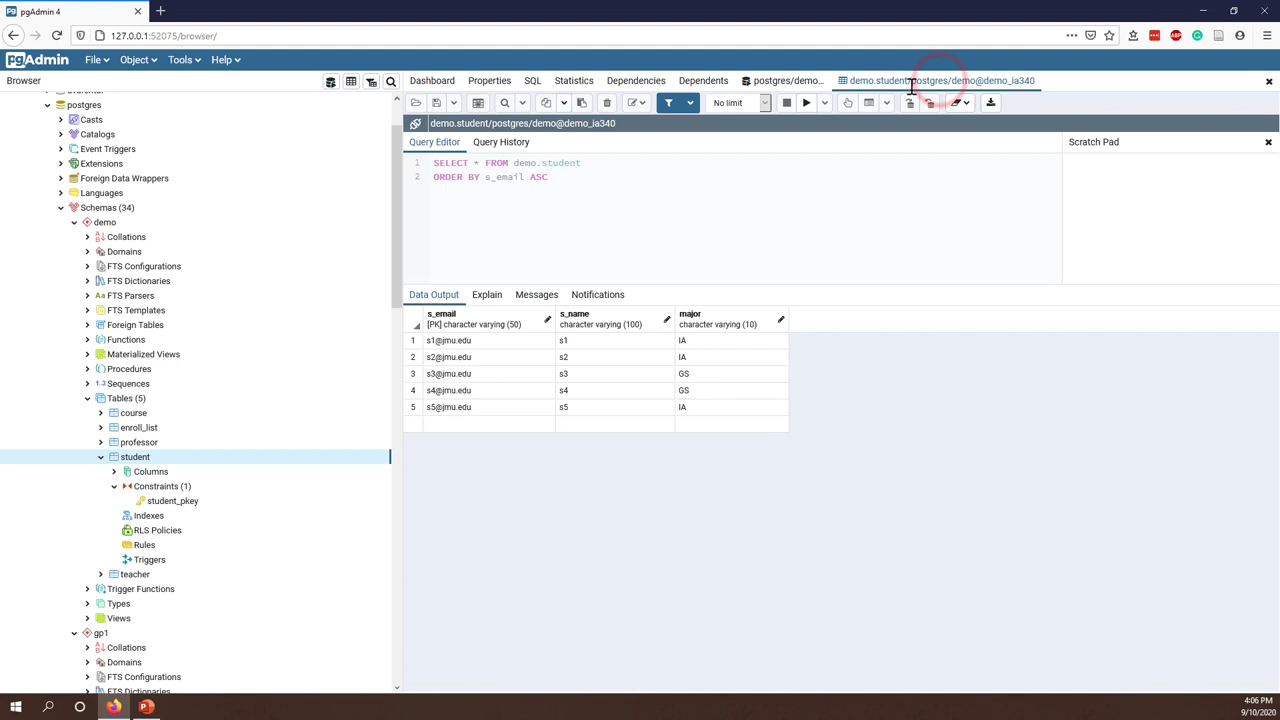 pgAdmin 4
127.0.0.1:52075/browser/
pgAdmin File Object Tools Help
Browser
Dashboard Properties SQL Statistics Dependencies Dependents postgres/demo... demo.student/postgres/demo@demo_ia340
No limit
demo.student/postgres/demo@demo_ia340
Query Editor Query History
Scratch Pad
1 SELECT * FROM demo.student
2 ORDER BY s_email ASC
Data Output Explain Messages Notifications
s_email s_name major
[PK] character varying (50) character varying (100) character varying (10)
1 s1@jmu.edu s1 IA
2 s2@jmu.edu s2 IA
3 s3@jmu.edu s3 GS
4 s4@jmu.edu s4 GS
5 s5@jmu.edu s5 IA
postgres
Casts
Catalogs
Event Triggers
Extensions
Foreign Data Wrappers
Languages
Schemas (34)
demo
Collations
Domains
FTS Configurations
FTS Dictionaries
FTS Parsers
FTS Templates
Foreign Tables
Functions
Materialized Views
Procedures
Sequences
Tables (5)
course
enroll_list
professor
student
Columns
Constraints (1)
student_pkey
Indexes
RLS Policies
Rules
Triggers
teacher
Trigger Functions
Types
Views
gp1
Collations
Domains
FTS Configurations
FTS Dictionaries
4:06 PM
9/10/2020